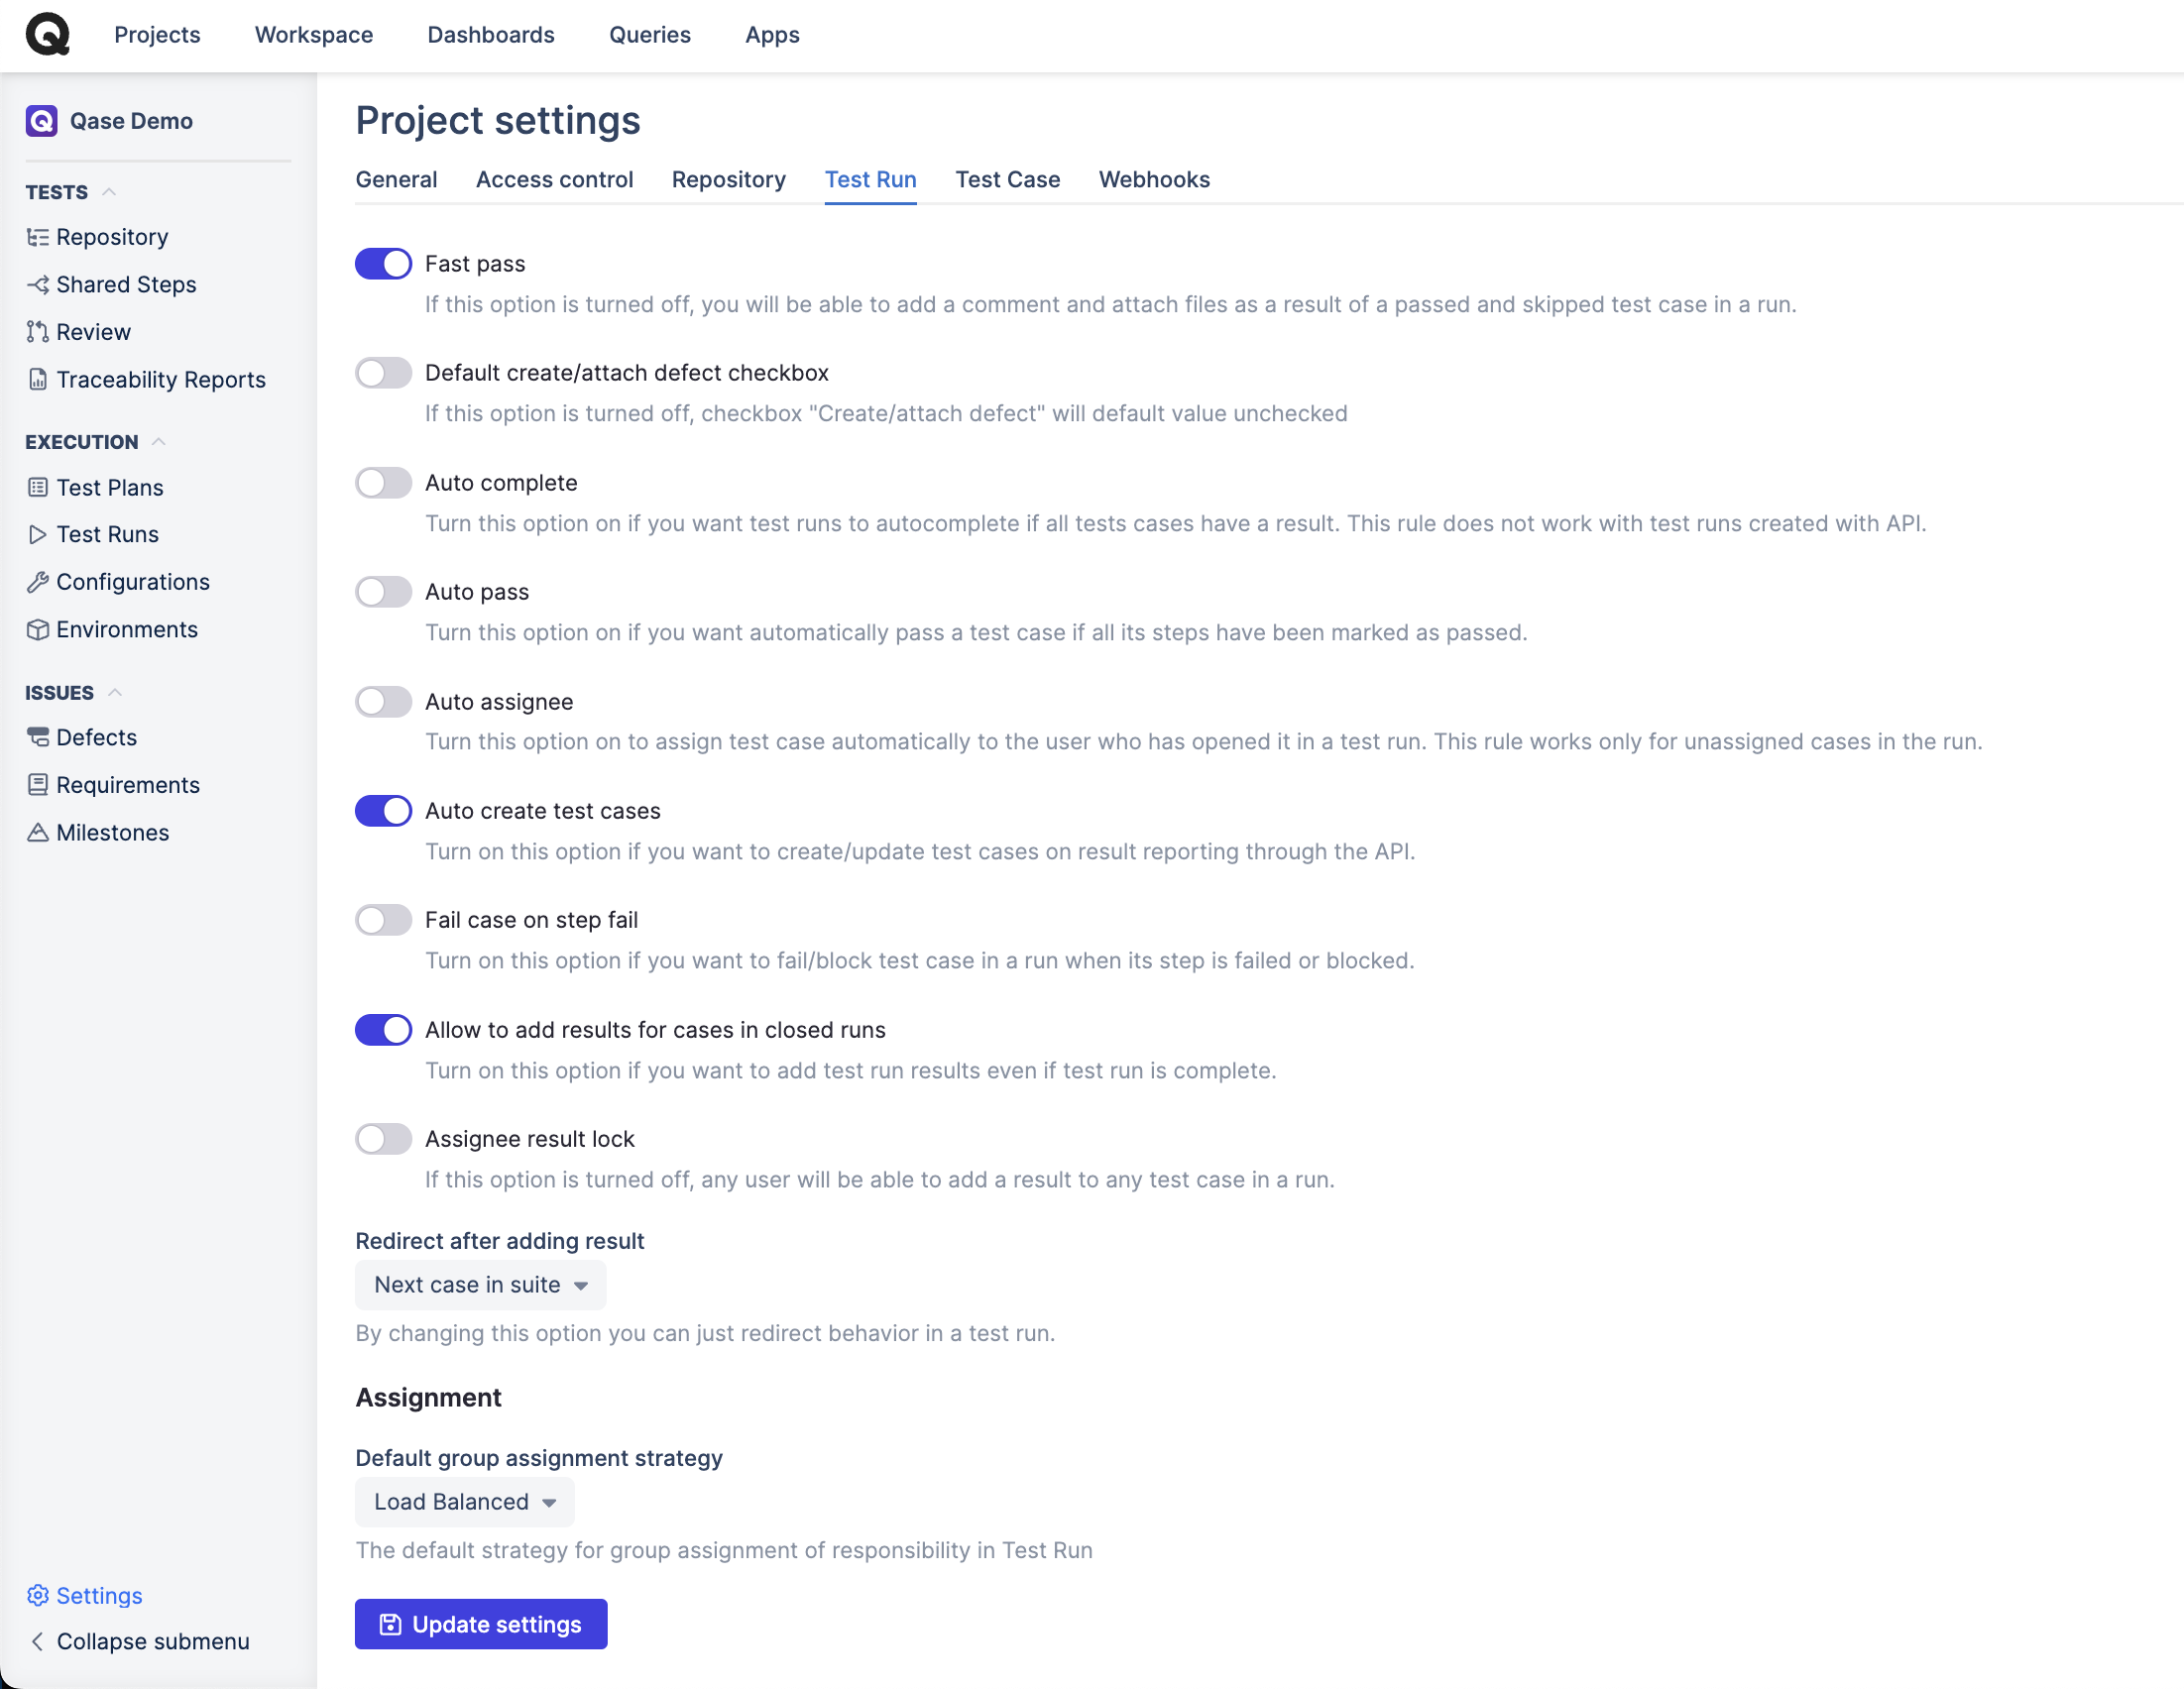 Projects Workspace Dashboards Queries Apps
Qase Demo
TESTS
Repository
Shared Steps
Review
Traceability Reports
EXECUTION
Test Plans
Test Runs
Configurations
Environments
ISSUES
Defects
Requirements
Milestones
Settings
Collapse submenu
Project settings
General Access control Repository Test Run Test Case Webhooks
Fast pass
If this option is turned off, you will be able to add a comment and attach files as a result of a passed and skipped test case in a run.
Default create/attach defect checkbox
If this option is turned off, checkbox "Create/attach defect" will default value unchecked
Auto complete
Turn this option on if you want test runs to autocomplete if all tests cases have a result. This rule does not work with test runs created with API.
Auto pass
Turn this option on if you want automatically pass a test case if all its steps have been marked as passed.
Auto assignee
Turn this option on to assign test case automatically to the user who has opened it in a test run. This rule works only for unassigned cases in the run.
Auto create test cases
Turn on this option if you want to create/update test cases on result reporting through the API.
Fail case on step fail
Turn on this option if you want to fail/block test case in a run when its step is failed or blocked.
Allow to add results for cases in closed runs
Turn on this option if you want to add test run results even if test run is complete.
Assignee result lock
If this option is turned off, any user will be able to add a result to any test case in a run.
Redirect after adding result
Next case in suite
By changing this option you can just redirect behavior in a test run.
Assignment
Default group assignment strategy
Load Balanced
The default strategy for group assignment of responsibility in Test Run
Update settings